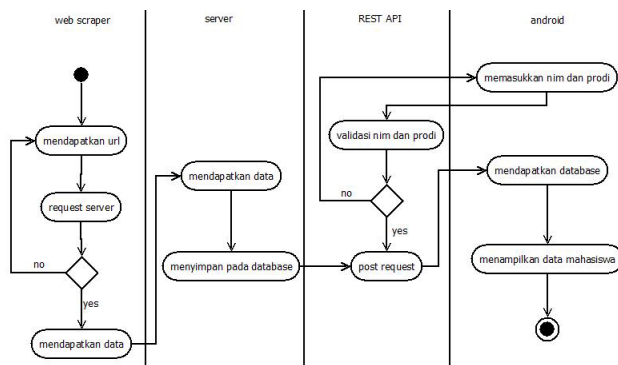 web scraper
server
REST API
android
memasukkan nim dan prodi
mendapatkan url
validasi nim dan prodi
mendapatkan data
mendapatkan database
request server
no
yes
no
menyimpan pada database
post request
menampilkan data mahasiswa
yes
mendapatkan data